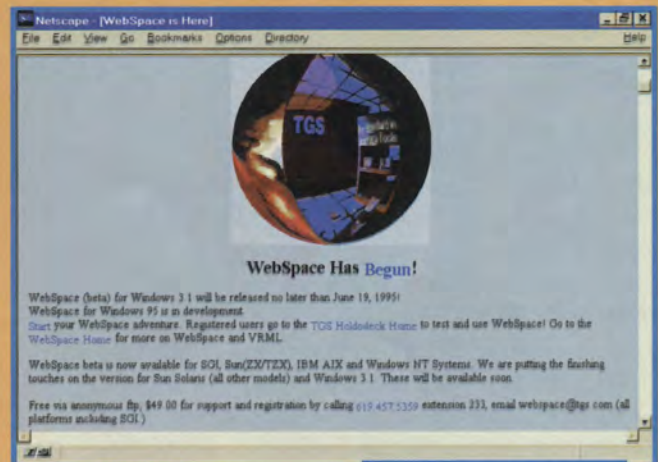 Netscape - [WebSpace is Here]
File Edit View Go Bookmarks Options Directory Help
TGS
WebSpace Has Begun!
WebSpace (beta) for Windows 3.1 will be released no later than June 19, 1995!
WebSpace for Windows 95 is in development.
Start your WebSpace adventure. Registered users go to the TGS Holdodeck Home to test and use WebSpace! Go to the
WebSpace Home for more on WebSpace and VRML.
WebSpace beta is now available for SGI, Sun(ZX/TZX), IBM AIX and Windows NT Systems. We are putting the finishing
touches on the version for Sun Solaris (all other models) and Windows 3.1. These will be available soon.
Free via anonymous ftp, $49.00 for support and registration by calling 619.457.5359 extension 233, email webspace@tgs.com (all
platforms including SGI.)